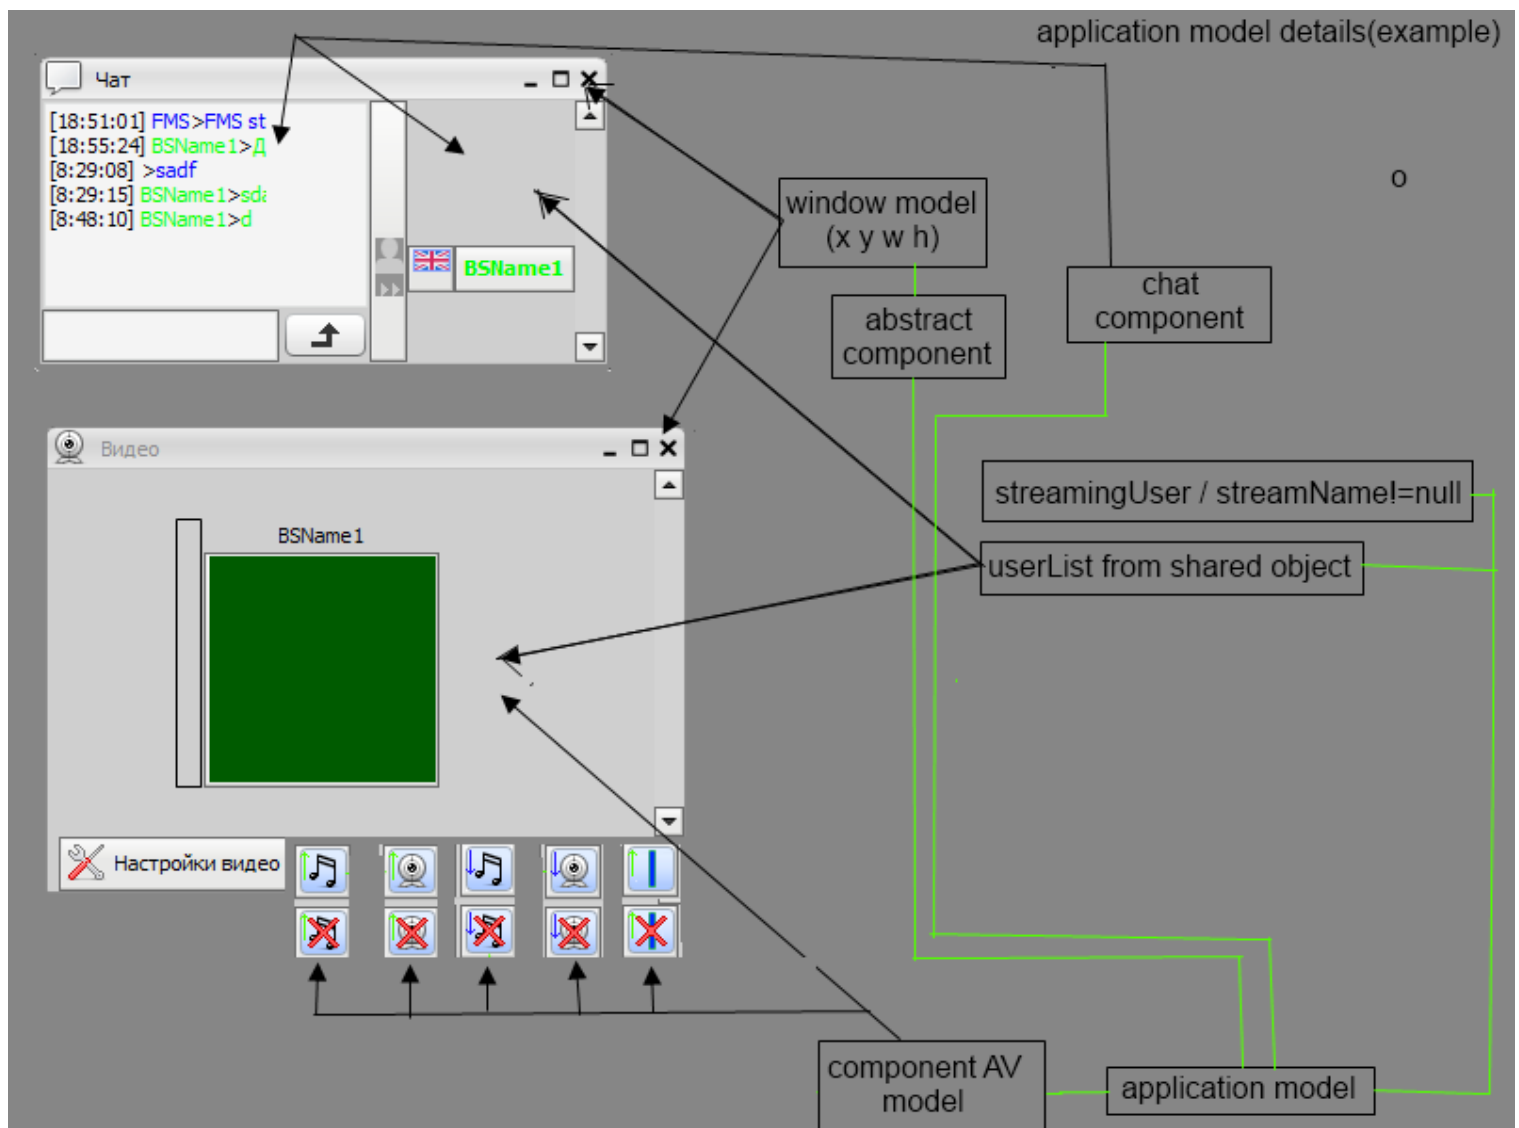 application model details(example)
Чат
[18:51:01] FMS>FMS st
[18:55:24] BSName1>Д
[8:29:08] >sadf
[8:29:15] BSName1>sda
[8:48:10] BSName1>d
BSName1
o
window model
(x y w h)
abstract
component
chat
component
Видео
BSName1
streamingUser / streamName!=null
userList from shared object
Настройки видео
component AV
model
application model